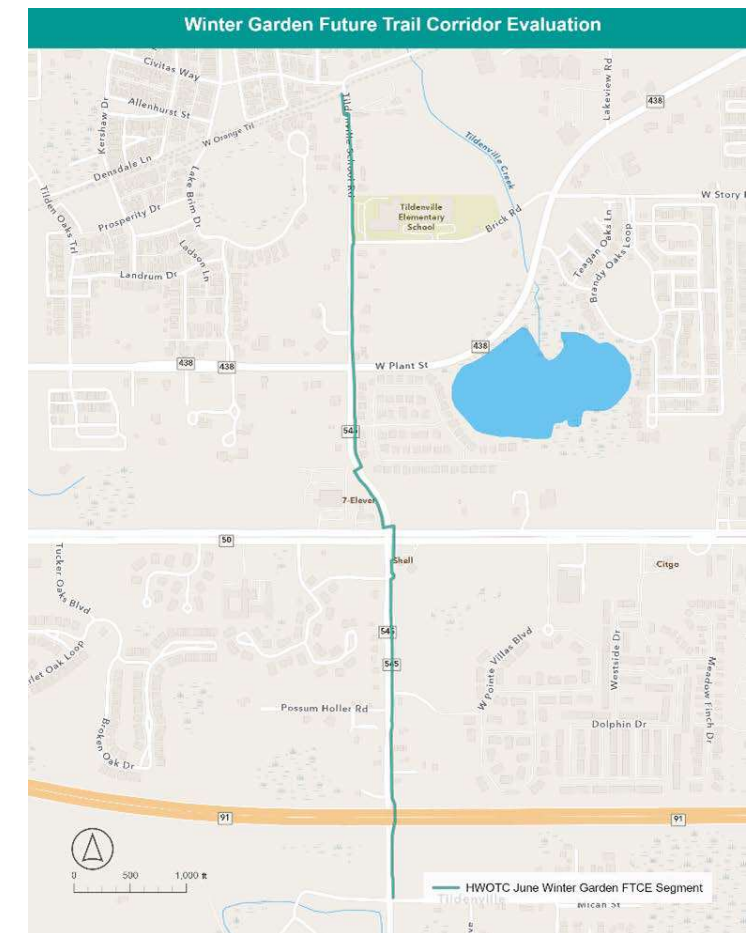 Winter Garden Future Trail Corridor Evaluation
Civitas Way
Lakeview Rd
438
Kershaw Dr
Allenhurst St
Tildenville School Rd
W Orange Trl
Tildenville Creek
Densdale Ln
Lake Brim Dr
W Story
Tilden Oaks Trl
Prosperity Dr
Tildenville
Elementary
School
Brick Rd
Ladson Ln
Teagan Oaks Ln
Brandy Oaks Loop
Landrum Dr
438
438
438
W Plant St
545
7-Eleven
50
Shell
Citgo
Tucker Oaks Blvd
545
545
rlet Oak Loop
W Pointe Villas Blvd
Westside Dr
Meadow Finch Dr
Possum Holler Rd
Dolphin Dr
Broken Oak Dr
91
91
0 500 1,000 ft
HWOTC June Winter Garden FTCE Segment
Tildenville
Mican St